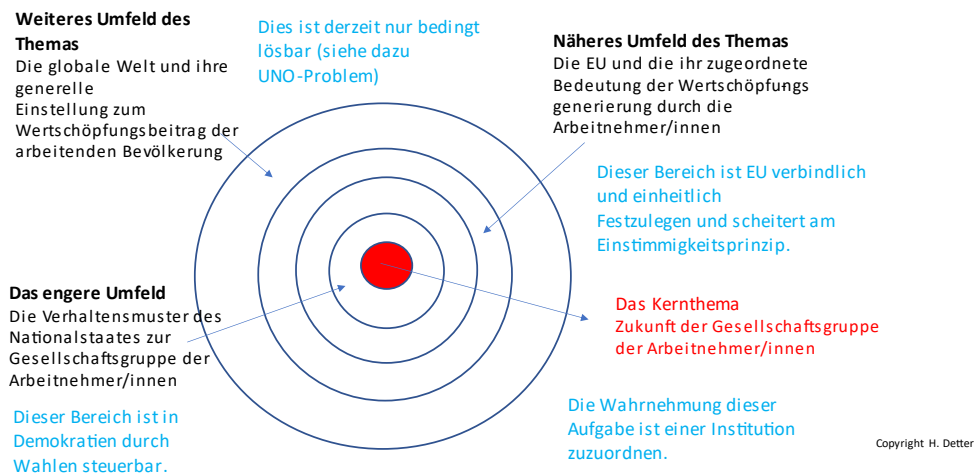 Weiteres Umfeld des
Themas
Die globale Welt und ihre
generelle
Einstellung zum
Wertschöpfungsbeitrag der
arbeitenden Bevölkerung
Dies ist derzeit nur bedingt
lösbar (siehe dazu
UNO-Problem)
Näheres Umfeld des Themas
Die EU und die ihr zugeordnete
Bedeutung der Wertschöpfungs
generierung durch die
Arbeitnehmer/innen
Dieser Bereich ist EU verbindlich
und einheitlich
Festzulegen und scheitert am
Einstimmigkeitsprinzip.
Das engere Umfeld
Die Verhaltensmuster des
Nationalstaates zur
Gesellschaftsgruppe der
Arbeitnehmer/innen
Dieser Bereich ist in
Demokratien durch
Wahlen steuerbar.
Das Kernthema
Zukunft der Gesellschaftsgruppe
der Arbeitnehmer/innen
Die Wahrnehmung dieser
Aufgabe ist einer Institution
zuzuordnen.
Copyright H. Detter